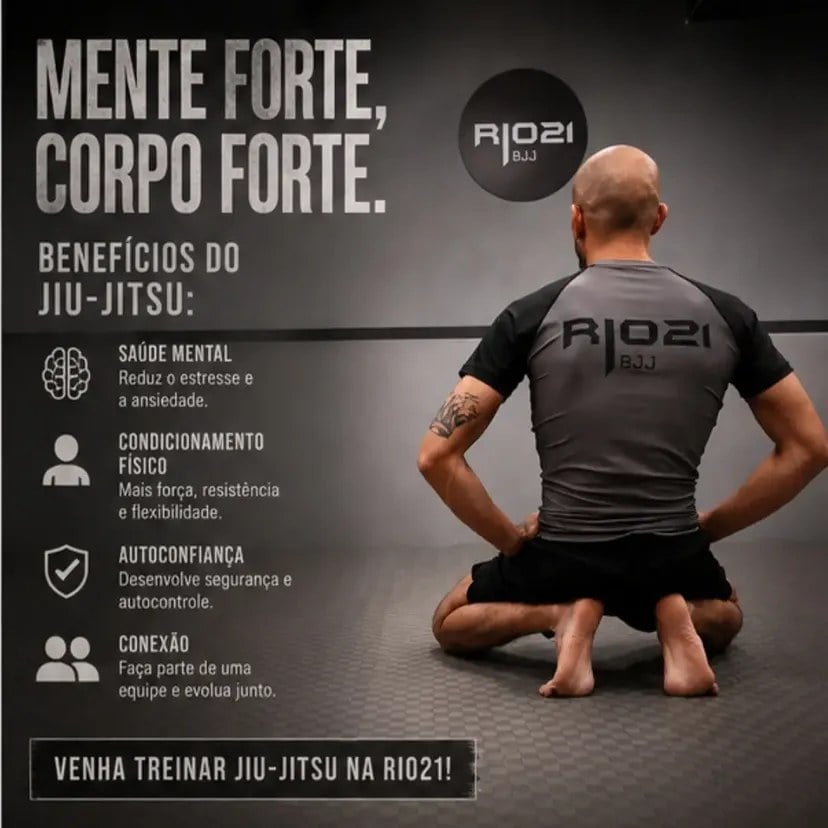 MENTE FORTE,
CORPO FORTE.
BENEFÍCIOS DO
JIU-JITSU:
SAÚDE MENTAL
Reduz o estresse e
a ansiedade.
CONDICIONAMENTO
FÍSICO
Mais força, resistência
e flexibilidade.
AUTOCONFIANÇA
Desenvolve segurança e
autocontrole.
CONEXÃO
Faça parte de uma
equipe e evolua junto.
VENHA TREINAR JIU-JITSU NA RIO21!
RIO21
BJJ
RIO21
BJJ